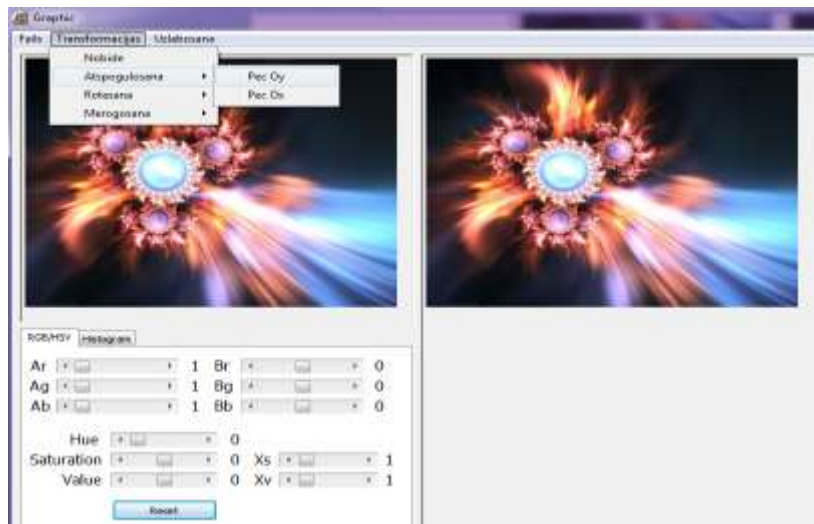 Graphic
Fails Transformacijas Uzlabosana
Nobide
Atspogulosana Pec Oy
Rotesana Pec Ox
Merogosana
RGB/HSV Histogram
Ar 1 Br 0
Ag 1 Bg 0
Ab 1 Bb 0
Hue 0
Saturation 0 Xs 1
Value 0 Xv 1
Reset